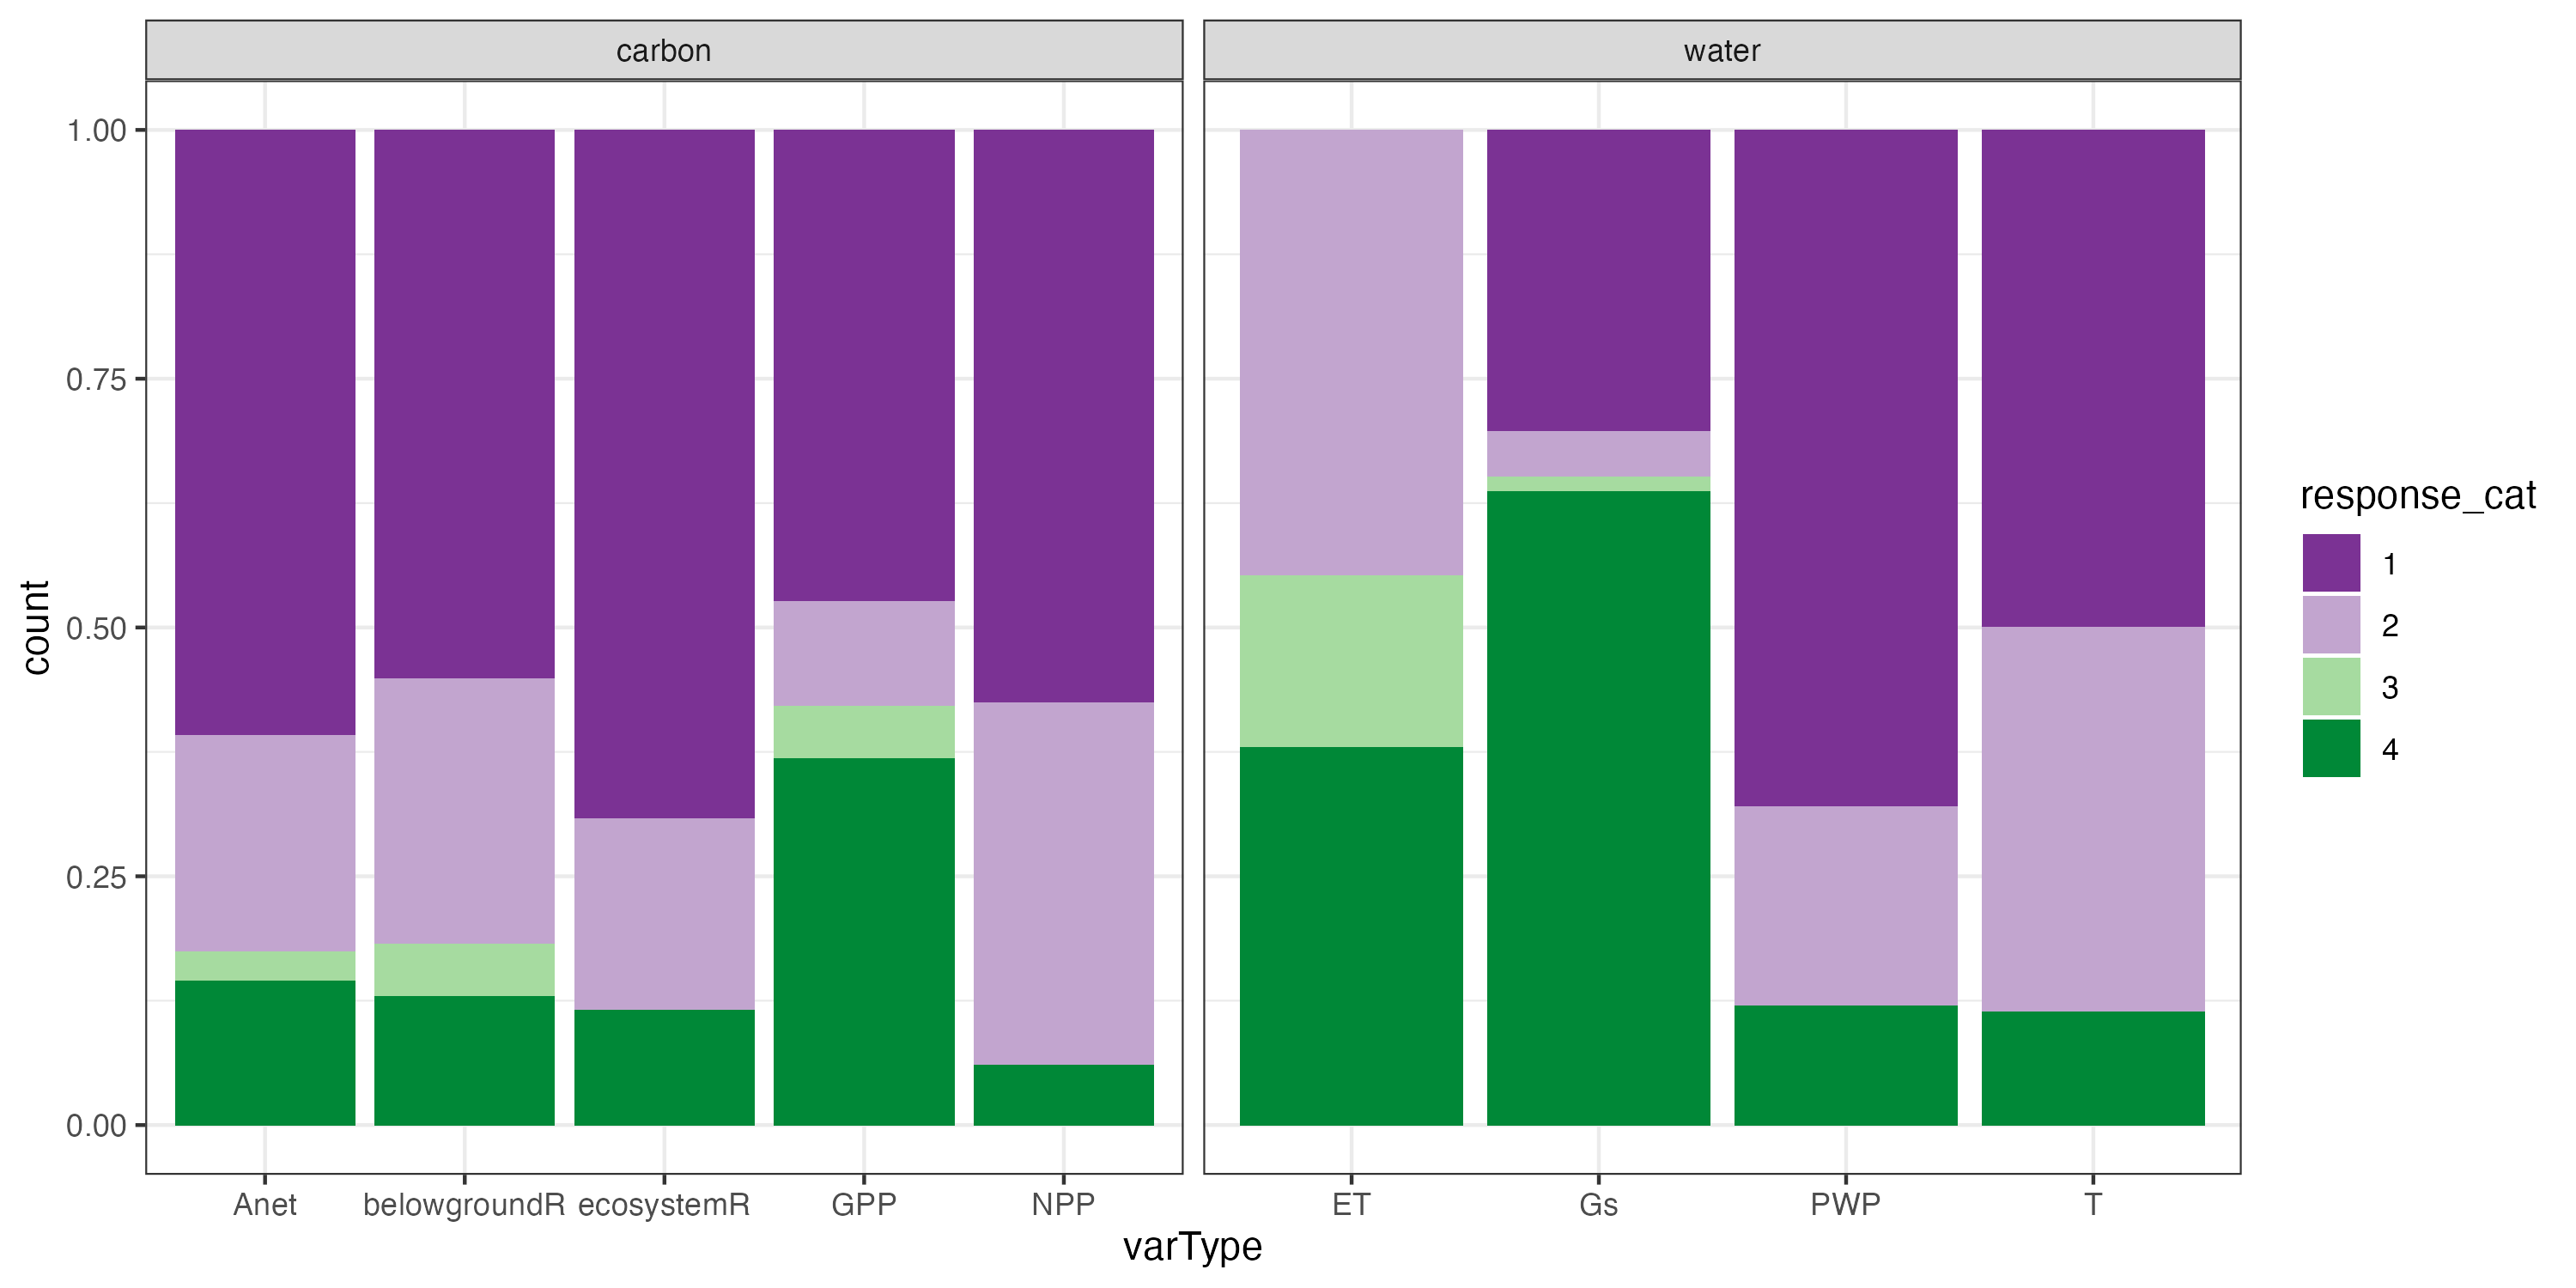 carbon
water
1.00
0.75
0.50
0.25
0.00
count
Anet belowgroundR ecosystemR GPP NPP
ET Gs PWP T
varType
response_cat
1
2
3
4